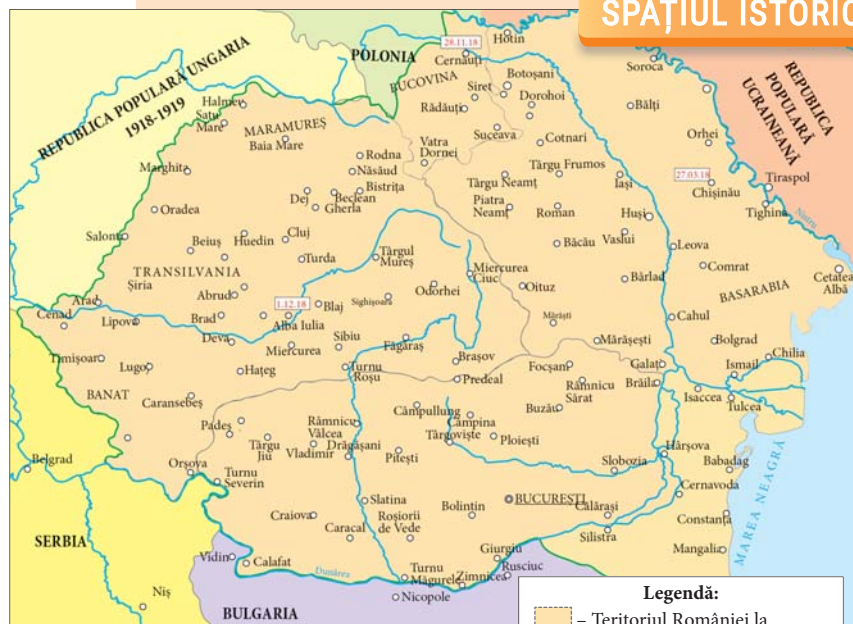 SPAȚIUL ISTORIC
REPUBLICA POPULARĂ UNGARIA
1918-1919
POLONIA
28.11.18
Hotin
Cernăuți
BUCOVINA
Soroca
REPUBLICA
POPULARĂ
UCRAINEANĂ
Halmeu
Satu
Mare
MARAMUREȘ
Baia Mare
Siret
Botoșani
Dorohoi
Rădăuți
Bălți
Suceava
Cotnari
Orhei
Vatra
Dornei
Rodna
Năsăud
Marghita
Bistrița
Dej
Beclean
Gherla
Târgu Frumos
Târgu Neamț
Iași
27.03.18
Chișinău
Tiraspol
Tighina
Nistru
Oradea
Piatra
Neamț
Roman
Huși
Salonta
Beiuș
Huedin
Cluj
Turda
Târgul
Mureș
Bacău
Vaslui
Leova
TRANSILVANIA
Șiria
Miercurea
Ciuc
Comrat
Cetatea
Albă
Abrud
Odorhei
Oituz
Bârlad
BASARABIA
Arad
1.12.18
Blaj
Sighișoara
Cenad
Lipova
Brad
Alba Iulia
Mărăști
Cahul
Deva
Sibiu
Făgăraș
Mărășești
Bolgrad
Timișoara
Miercurea
Brașov
Chilia
Lugoj
Hațeg
Turnu
Roșu
Predeal
Focșani
Galați
Ismail
BANAT
Râmnicu
Sărat
Brăila
Isaccea
Tulcea
Caransebeș
Câmpullung
Câmpina
Buzău
Padeș
Râmnicu
Vâlcea
Târgoviște
Ploiești
Târgu
Jiu
Drăgășani
Vladimir
Pitești
Hârșova
Belgrad
Orșova
Turnu
Severin
Slobozia
Babadag
Cernavoda
Slatina
Bolintin
BUCUREȘTI
Călărași
Craiova
Roșiorii
de Vede
Constanța
MAREA NEAGRĂ
Caracal
Silistra
SERBIA
Mangalia
Vidin
Calafat
Dunărea
Giurgiu
Turnu
Măgurele
Zimnicea
Rusciuc
Niș
Nicopole
BULGARIA
Legendă:
– Teritoriul României la